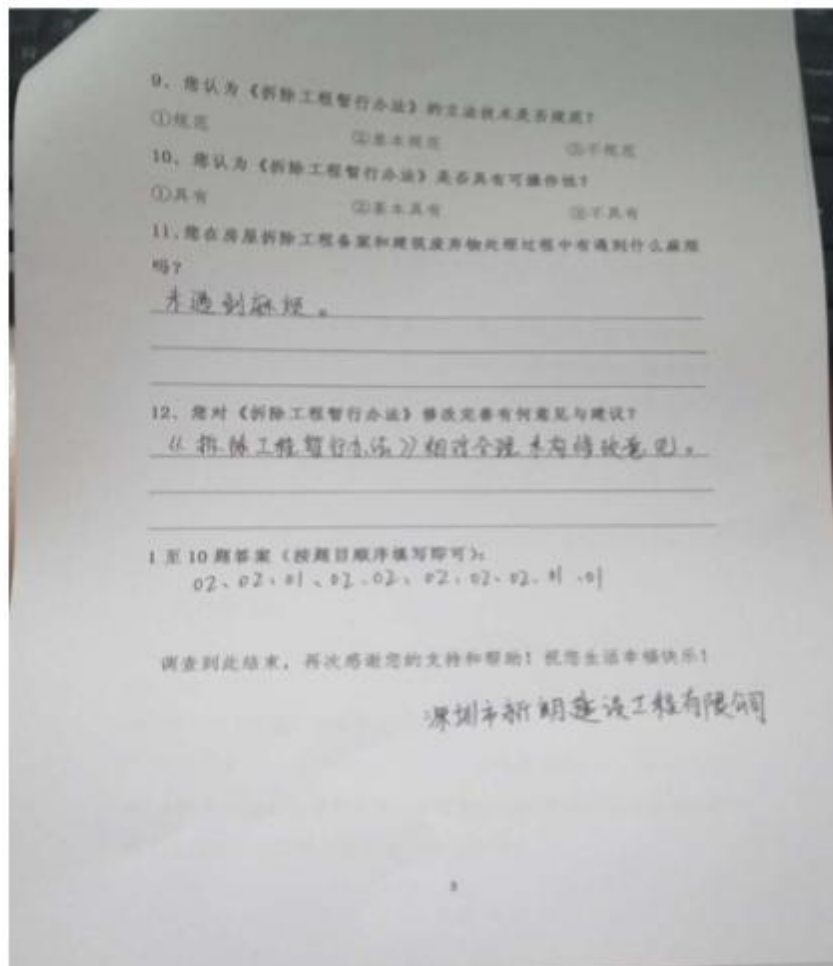 9、您认为《拆除工程暂行办法》的立法技术是否规范？
①规范 ②基本规范 ③不规范
10、您认为《拆除工程暂行办法》是否具有可操作性？
①具有 ②基本具有 ③不具有
11、您在房屋拆除工程备案和建筑废弃物处理过程中有遇到什么麻烦
吗？
未遇到麻烦。
12、您对《拆除工程暂行办法》修改完善有何意见与建议？
《拆除工程暂行办法》相对合理未有修改意见。
1 至 10 题答案（按题目顺序填写即可）：
02、02、01、02、02、02、02、02、01、01
调查到此结束，再次感谢您的支持和帮助！祝您生活幸福快乐！
深圳市新朗建设工程有限公司
3